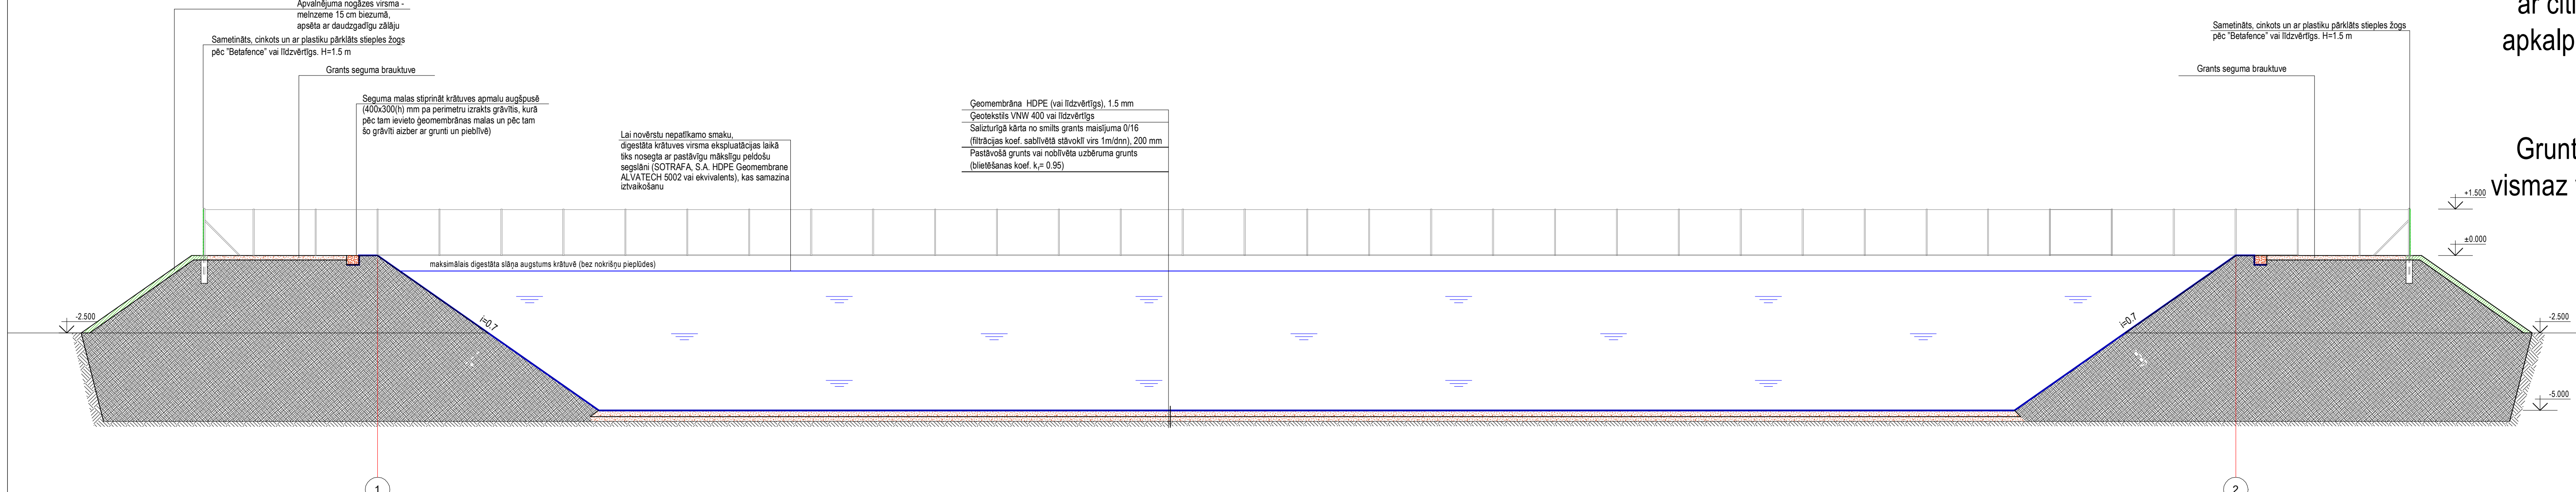 Apvalnējuma nogāzes virsma -
melnzeme 15 cm biezumā,
apsēta ar daudzgadīgu zālāju
Sametināts, cinkots un ar plastiku pārklāts stieples žogs
pēc "Betafence" vai līdzvērtīgs. H=1.5 m
Grants seguma brauktuve
Seguma malas stiprināt krātuves apmalu augšpusē
(400x300(h) mm pa perimetru izrakts grāvītis, kurā
pēc tam ievieto ģeomembrānas malas un pēc tam
šo grāvīti aizber ar grunti un pieblīvē)
Lai novērstu nepatīkamo smaku,
digestāta krātuves virsma ekspluatācijas laikā
tiks nosegta ar pastāvīgu mākslīgu peldošu
segslāni (SOTRAFA, S.A. HDPE Geomembrane
ALVATECH 5002 vai ekvivalents), kas samazina
iztvaikošanu
Ģeomembrāna HDPE (vai līdzvērtīgs), 1.5 mm
Ģeotekstils VNW 400 vai līdzvērtīgs
Salizturīgā kārta no smilts grants maisījuma 0/16
(filtrācijas koef. sablīvētā stāvoklī virs 1m/dnn), 200 mm
Pastāvošā grunts vai noblīvēta uzbēruma grunts
(blietēšanas koef. kr= 0.95)
Sametināts, cinkots un ar plastiku pārklāts stieples žogs
pēc "Betafence" vai līdzvērtīgs. H=1.5 m
Grants seguma brauktuve
ar citi
apkalp
Grunt
vismaz
+1.500
±0.000
maksimālais digestāta slāņa augstums krātuvē (bez nokrišņu pieplūdes)
-2.500
i=0.7
i=0.7
-2.500
-5.000
1
2